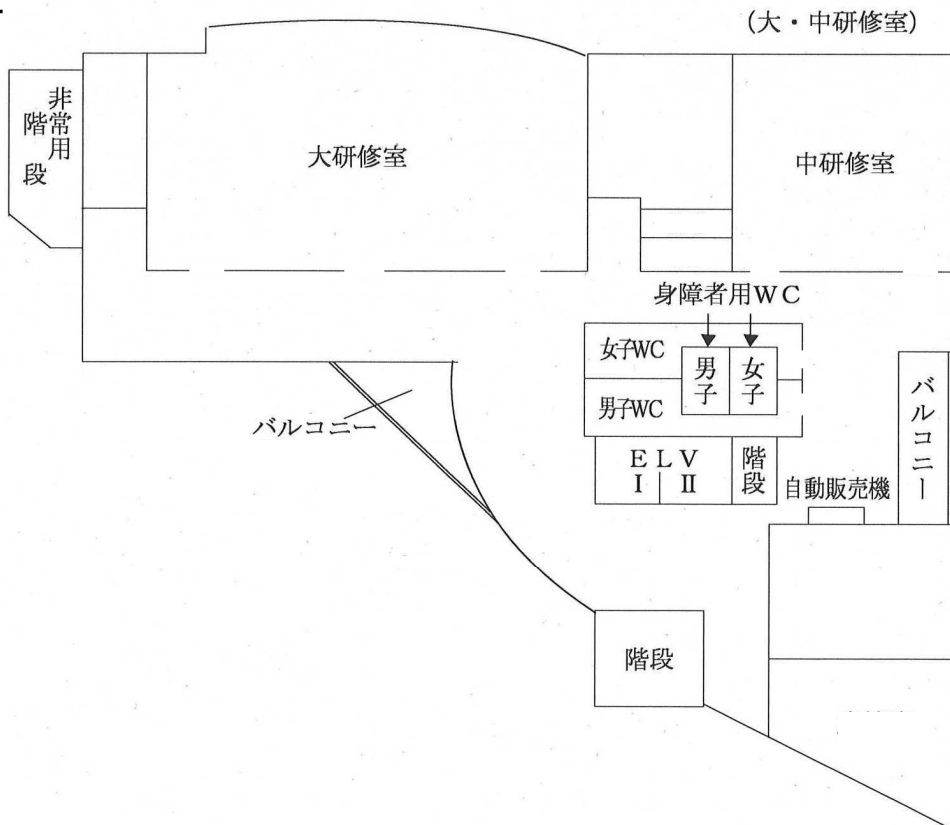 (大・中研修室)
非常用
階段
大研修室
中研修室
身障者用WC
女子WC
男子
女子
男子WC
バルコニー
バルコニー
ELV
I
II
階段
自動販売機
階段